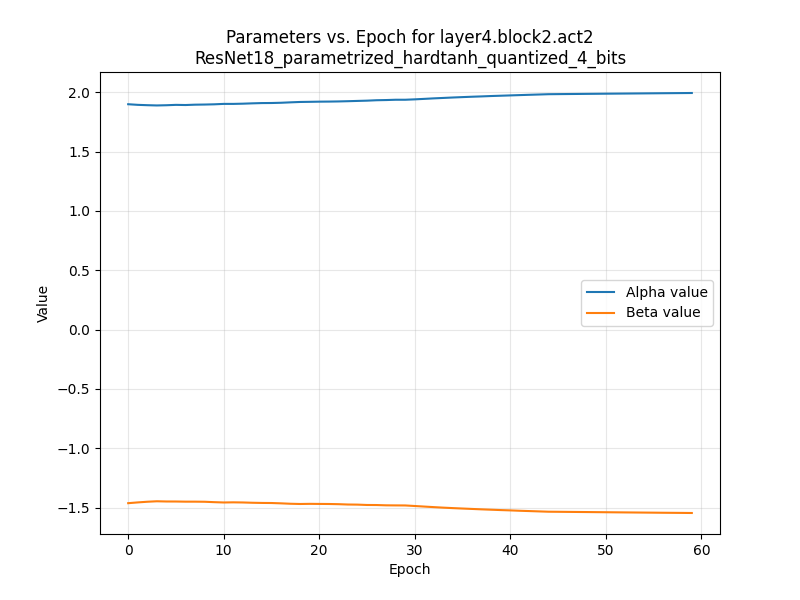 Parameters vs. Epoch for layer4.block2.act2
ResNet18_parametrized_hardtanh_quantized_4_bits
2.0
1.5
1.0
0.5
0.0
−0.5
−1.0
−1.5
Value
Alpha value
Beta value
0 10 20 30 40 50 60
Epoch